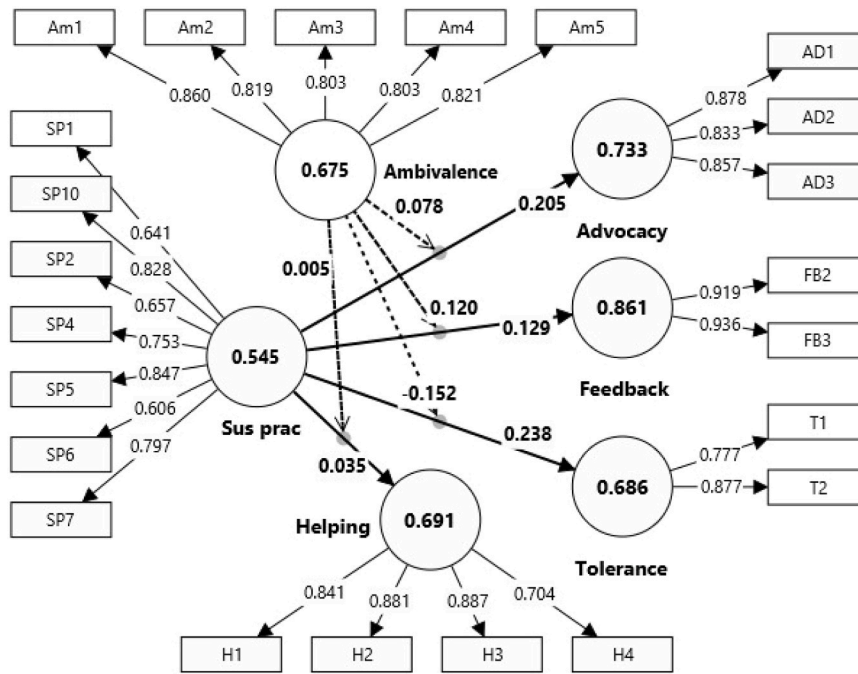 Am1 Am2 Am3 Am4 Am5
AD1
0.860 0.819 0.803 0.803 0.821
0.878
SP1
0.733
0.833
AD2
0.675
Ambivalence
0.857
AD3
SP10
0.078
0.205
Advocacy
0.641
0.828
SP2
0.005
0.657
0.120
0.861
0.919
FB2
SP4
0.753
0.129
0.936
FB3
0.545
SP5
0.847
-0.152
Feedback
0.606
Sus prac
0.238
T1
SP6
0.797
0.035
0.777
0.686
0.877
T2
SP7
Helping
0.691
Tolerance
0.841 0.881 0.887 0.704
H1 H2 H3 H4